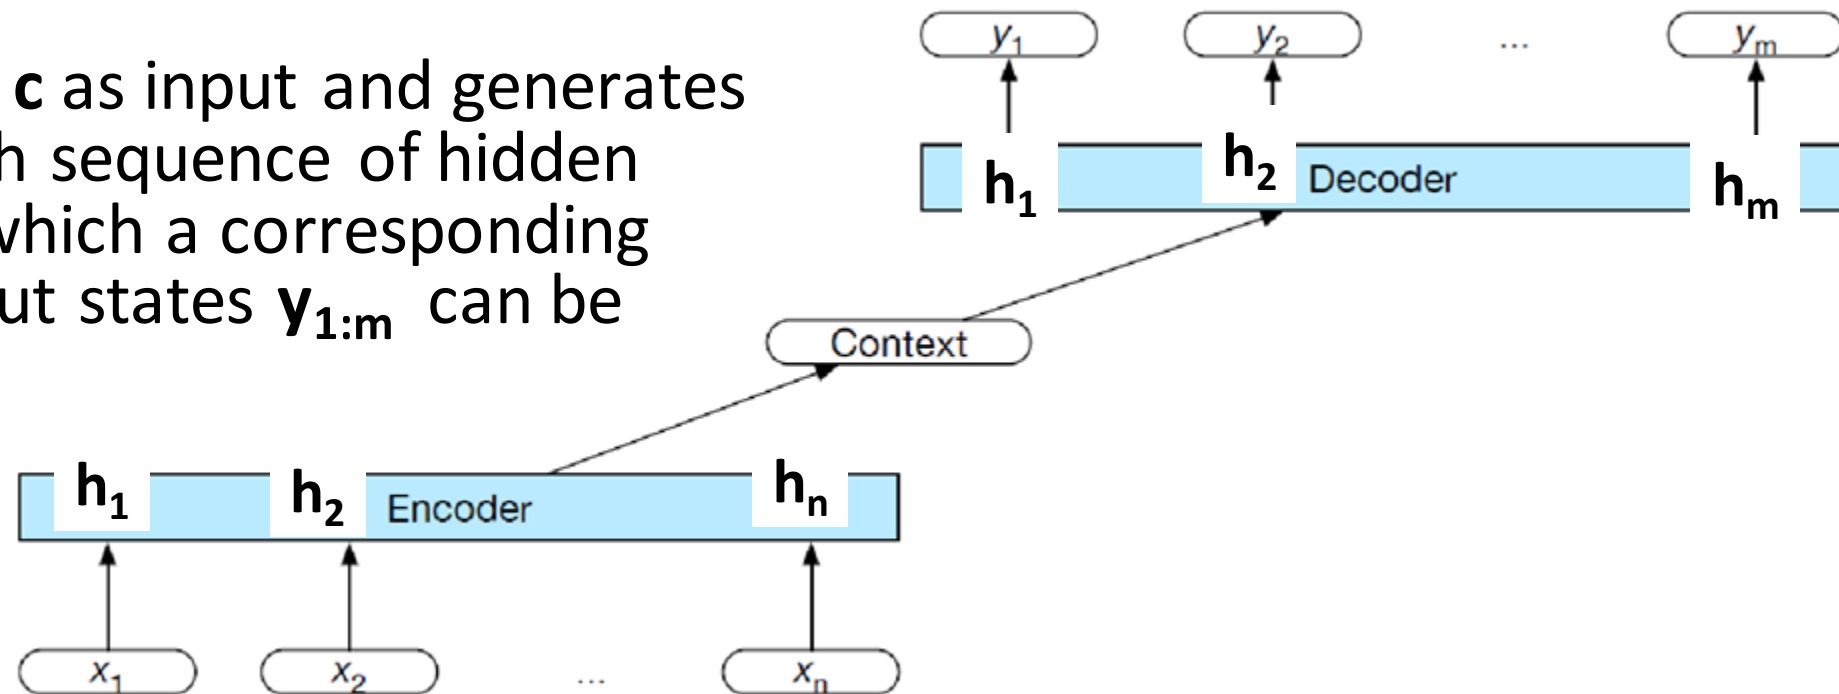 c as input and generates
h sequence of hidden
which a corresponding
ut states y1:m can be
y1 y2 ... ym
h1 h2 Decoder hm
Context
h1 h2 Encoder hn
x1 x2 ... xn